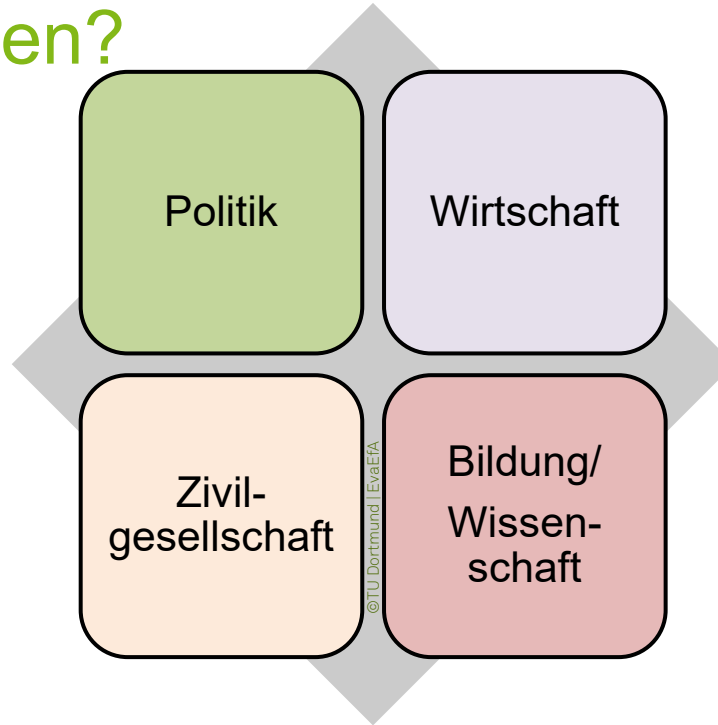 en?
Politik
Wirtschaft
Zivil-
gesellschaft
Bildung/
Wissen-
schaft
©TU Dortmund | EvaEfA